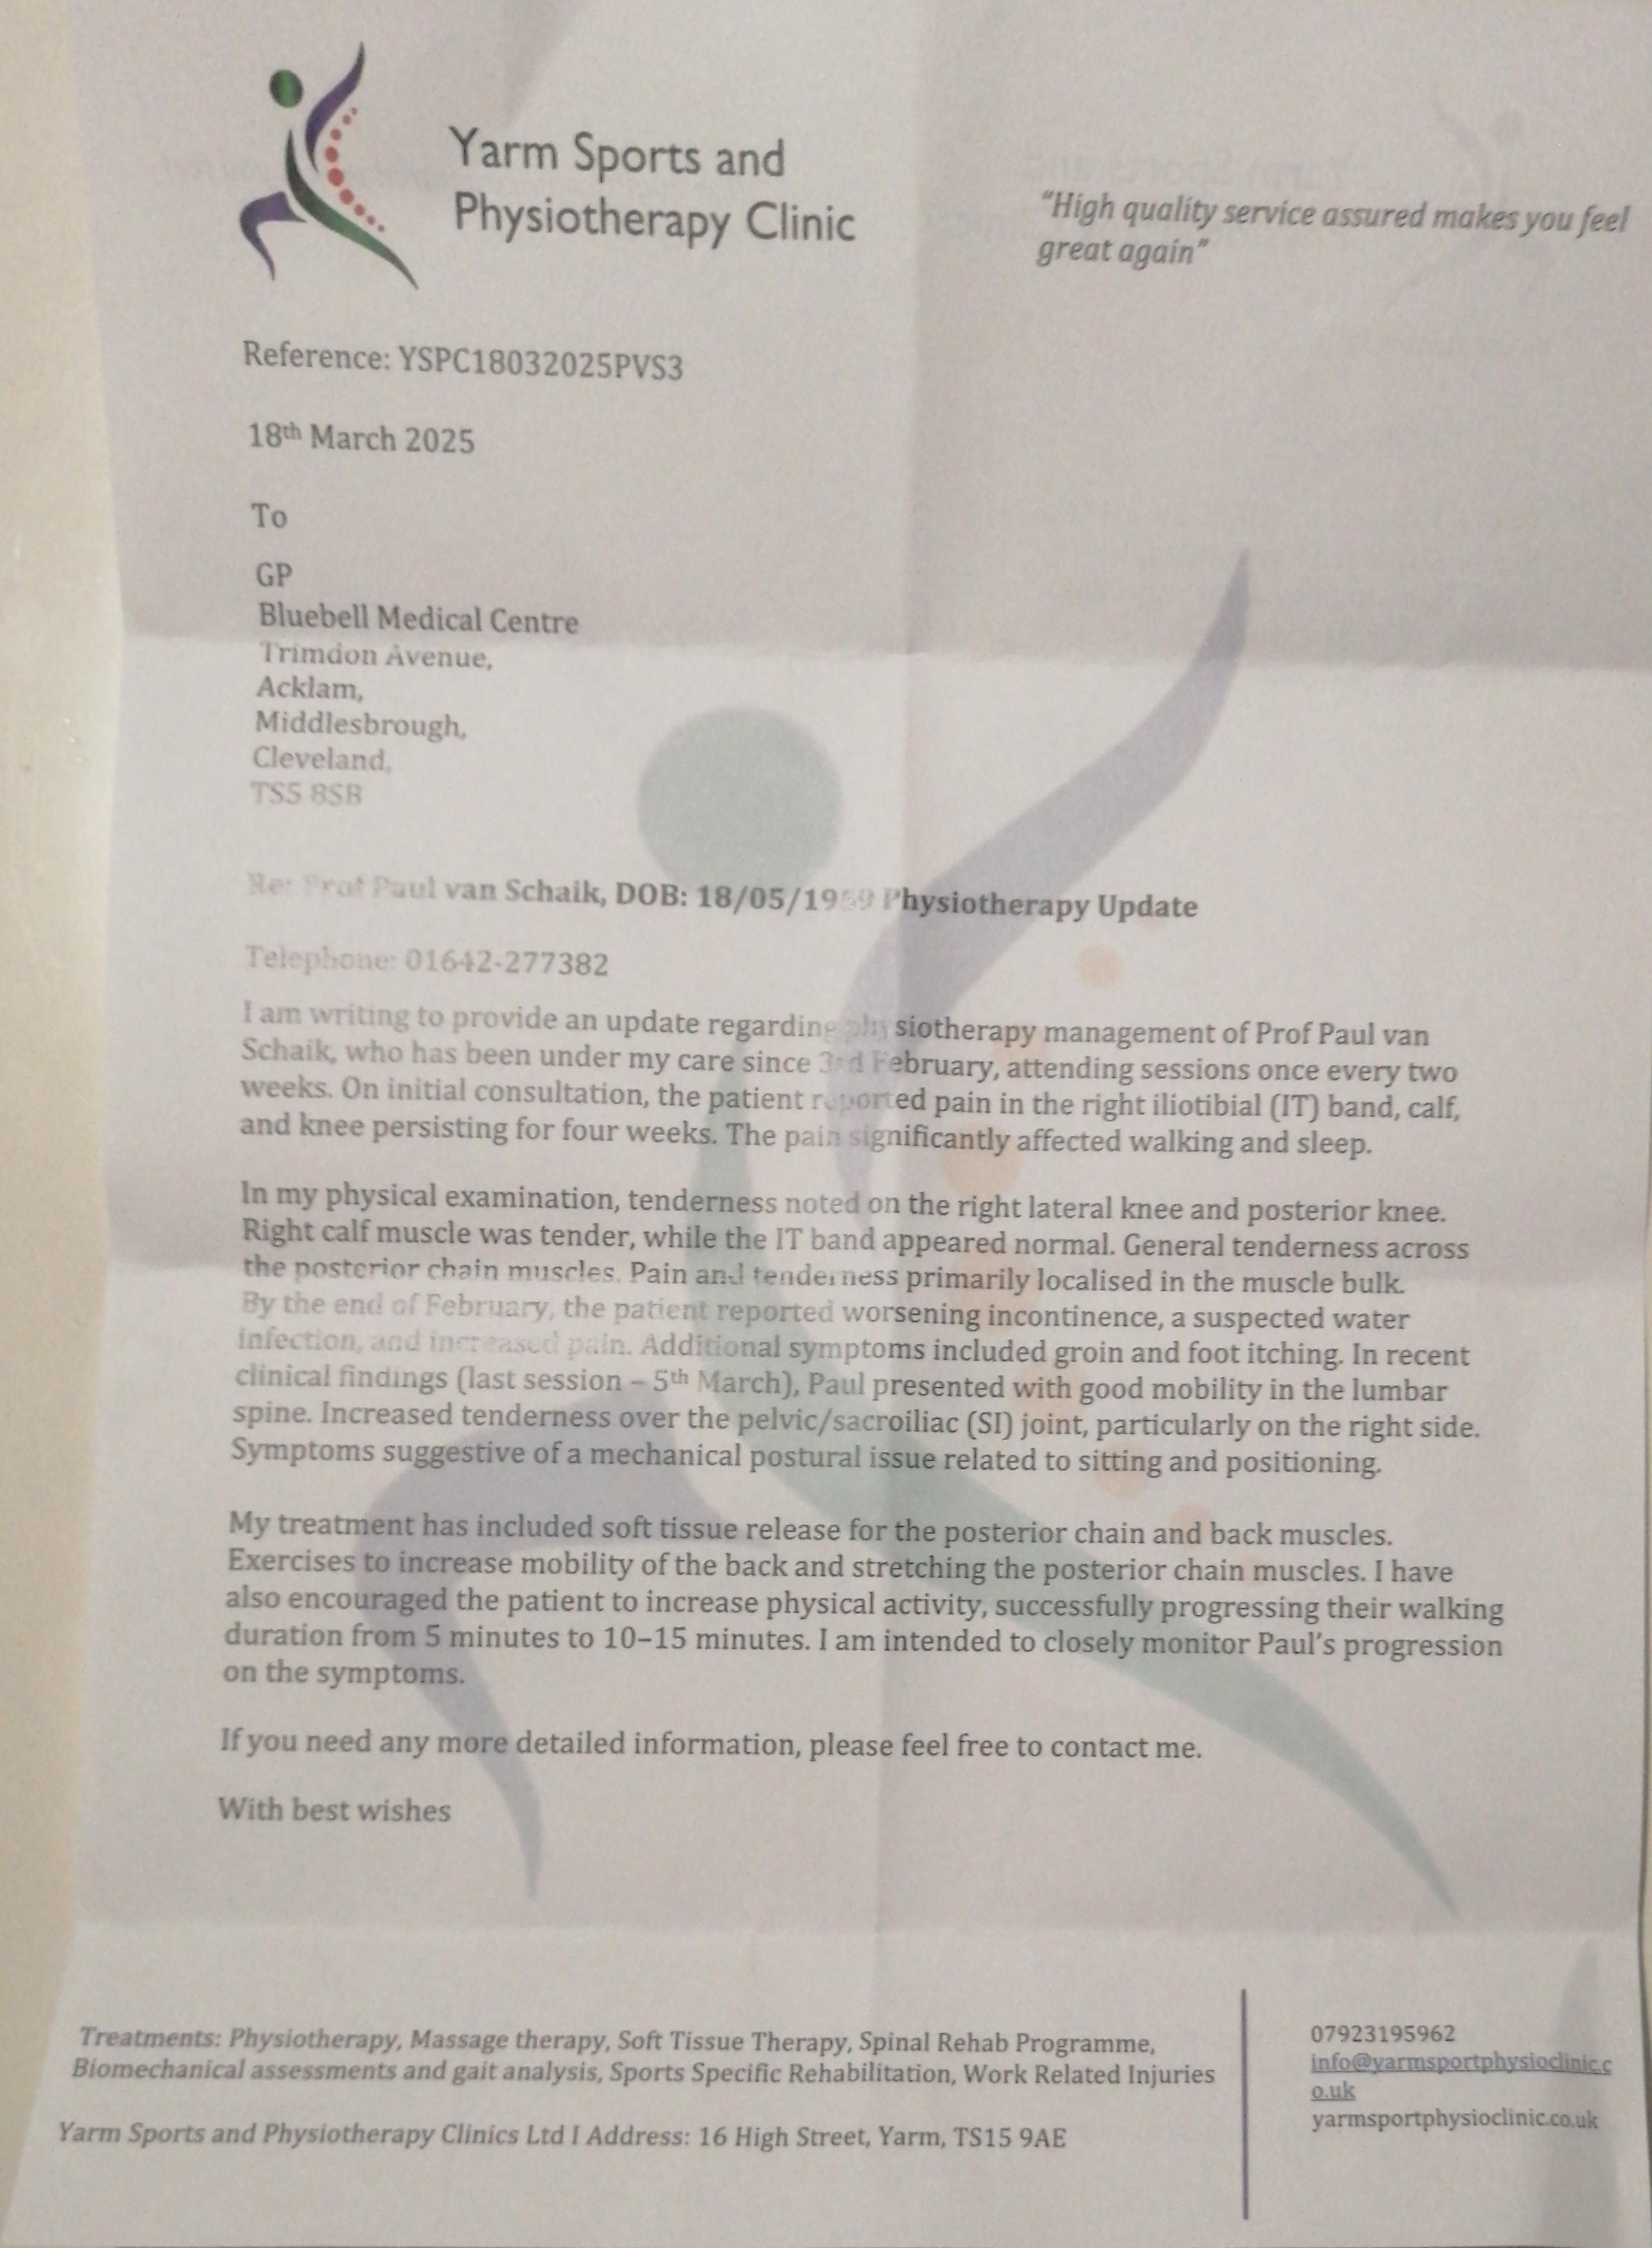 Yarm Sports and
Physiotherapy Clinic
"High quality service assured makes you feel
great again"
Reference: YSPC18032025PVS3
18th March 2025
To
GP
Bluebell Medical Centre
Trimdon Avenue,
Acklam,
Middlesbrough,
Cleveland,
TS5 8SB
Re: Prof Paul van Schaik, DOB: 18/05/1969 Physiotherapy Update
Telephone: 01642-277382
I am writing to provide an update regarding physiotherapy management of Prof Paul van
Schaik, who has been under my care since 3rd February, attending sessions once every two
weeks. On initial consultation, the patient reported pain in the right iliotibial (IT) band, calf,
and knee persisting for four weeks. The pain significantly affected walking and sleep.
In my physical examination, tenderness noted on the right lateral knee and posterior knee.
Right calf muscle was tender, while the IT band appeared normal. General tenderness across
the posterior chain muscles. Pain and tenderness primarily localised in the muscle bulk.
By the end of February, the patient reported worsening incontinence, a suspected water
infection, and increased pain. Additional symptoms included groin and foot itching. In recent
clinical findings (last session – 5th March), Paul presented with good mobility in the lumbar
spine. Increased tenderness over the pelvic/sacroiliac (SI) joint, particularly on the right side.
Symptoms suggestive of a mechanical postural issue related to sitting and positioning.
My treatment has included soft tissue release for the posterior chain and back muscles.
Exercises to increase mobility of the back and stretching the posterior chain muscles. I have
also encouraged the patient to increase physical activity, successfully progressing their walking
duration from 5 minutes to 10–15 minutes. I am intended to closely monitor Paul's progression
on the symptoms.
If you need any more detailed information, please feel free to contact me.
With best wishes
Treatments: Physiotherapy, Massage therapy, Soft Tissue Therapy, Spinal Rehab Programme,
Biomechanical assessments and gait analysis, Sports Specific Rehabilitation, Work Related Injuries
Yarm Sports and Physiotherapy Clinics Ltd I Address: 16 High Street, Yarm, TS15 9AE
07923195962
info@yarmsportphysioclinic.c
o.uk
yarmsportphysioclinic.co.uk